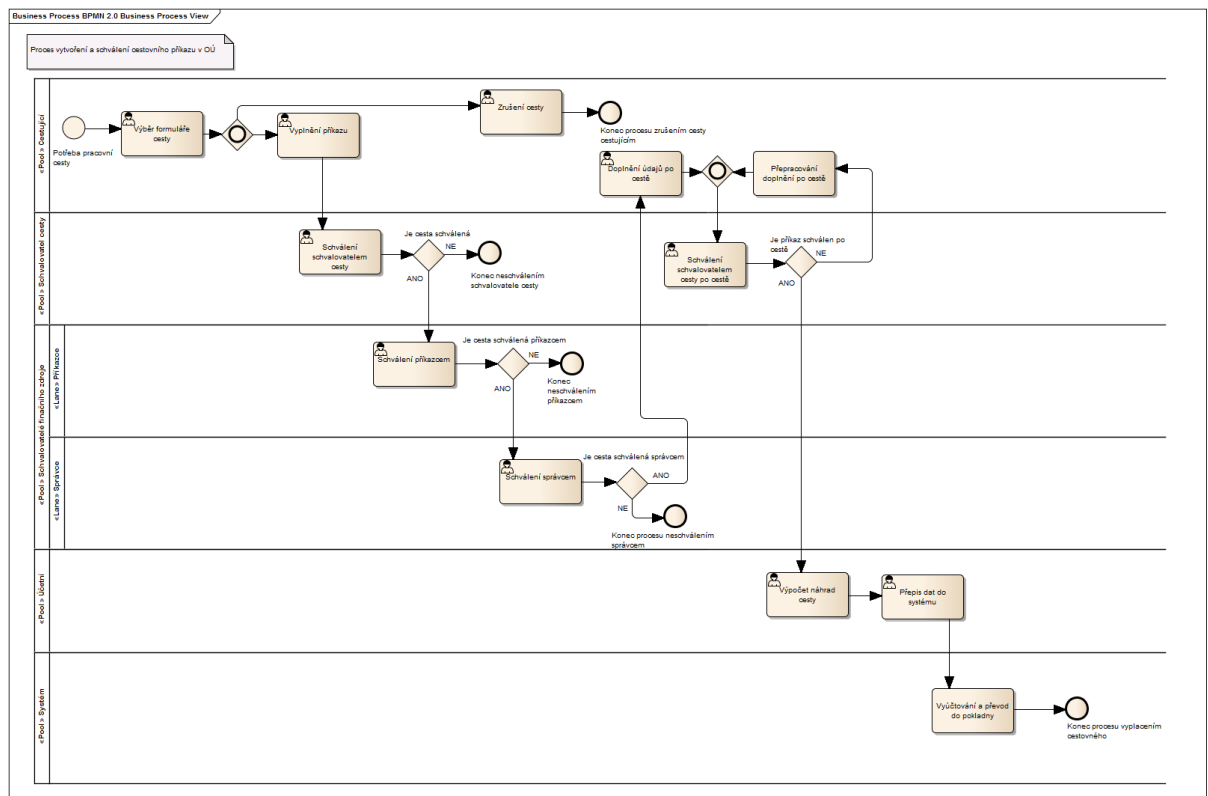 Business Process BPMN 2.0 Business Process View
Proces vytvoření a schválení cestovního příkazu v OÚ
«Pool» Cestující
Potřeba pracovní
cesty
Výběr formuláře
cesty
Vyplnění příkazu
Zrušení cesty
Konec procesu zrušením cesty
cestujícím
Doplnění údajů po
cestě
Přepracování
doplnění po cestě
«Pool» Schvalovatel cesty
Schválení
schvalovatelem
cesty
Je cesta schválená
NE
ANO
Konec neschválením
schvalovatele cesty
Schválení
schvalovatelem
cesty po cestě
Je příkaz schválen po
cestě
NE
ANO
«Pool» Schvalovatelé finačního zdroje
«Lane» Příkazce
Schválení příkazcem
Je cesta schválená příkazcem
NE
ANO
Konec
neschválením
příkazcem
«Lane» Správce
Schválení správcem
Je cesta schválená správcem
ANO
NE
Konec procesu neschválením
správcem
«Pool» Účetní
Výpočet náhrad
cesty
Přepis dat do
systému
«Pool» Systém
Vyúčtování a převod
do pokladny
Konec procesu vyplacením
cestovného